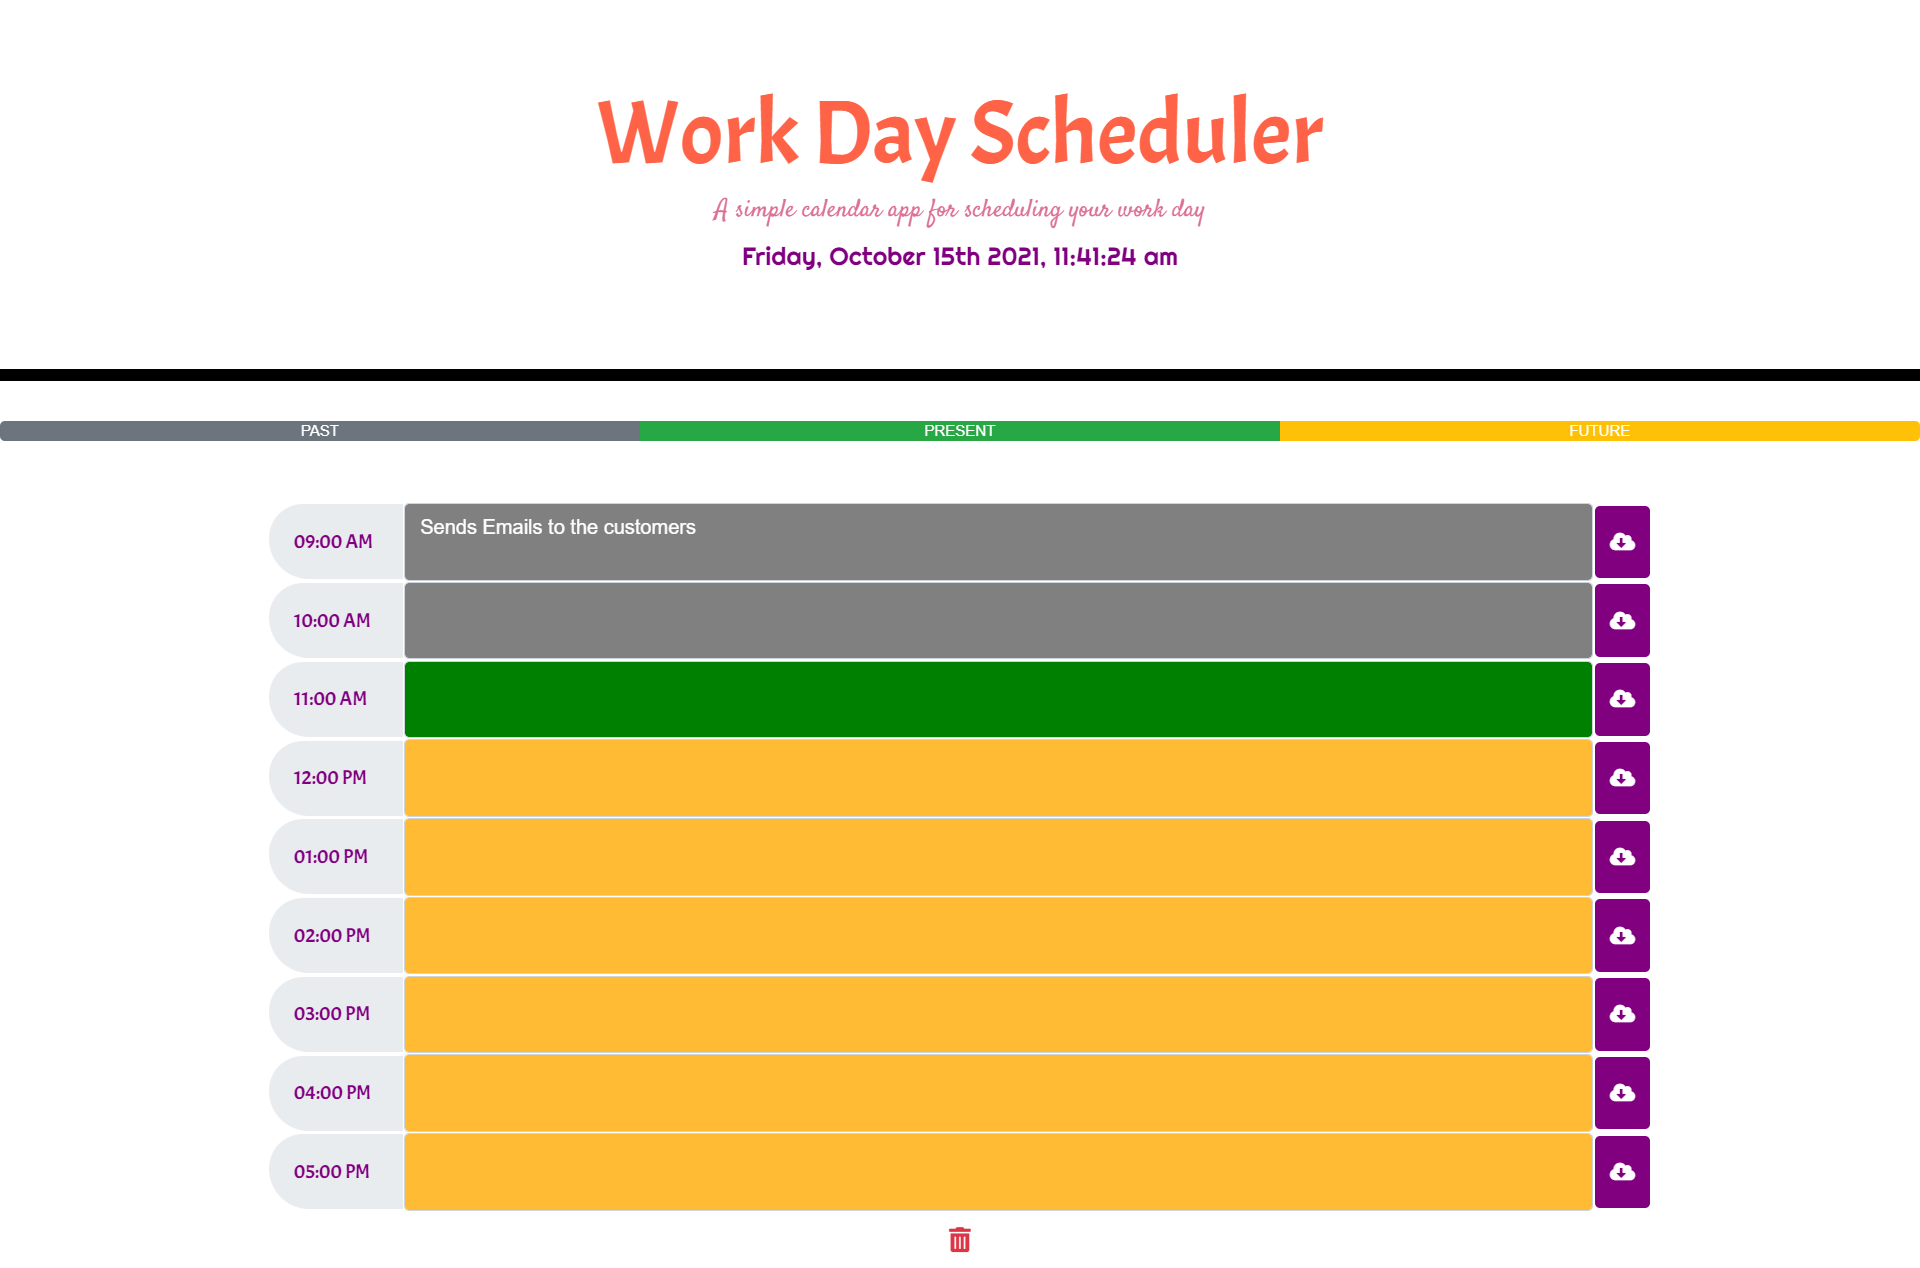 Work Day Scheduler
A simple calendar app for scheduling your work day
Friday, October 15th 2021, 11:41:24 am
PAST PRESENT FUTURE
09:00 AM Sends Emails to the customers
10:00 AM
11:00 AM
12:00 PM
01:00 PM
02:00 PM
03:00 PM
04:00 PM
05:00 PM